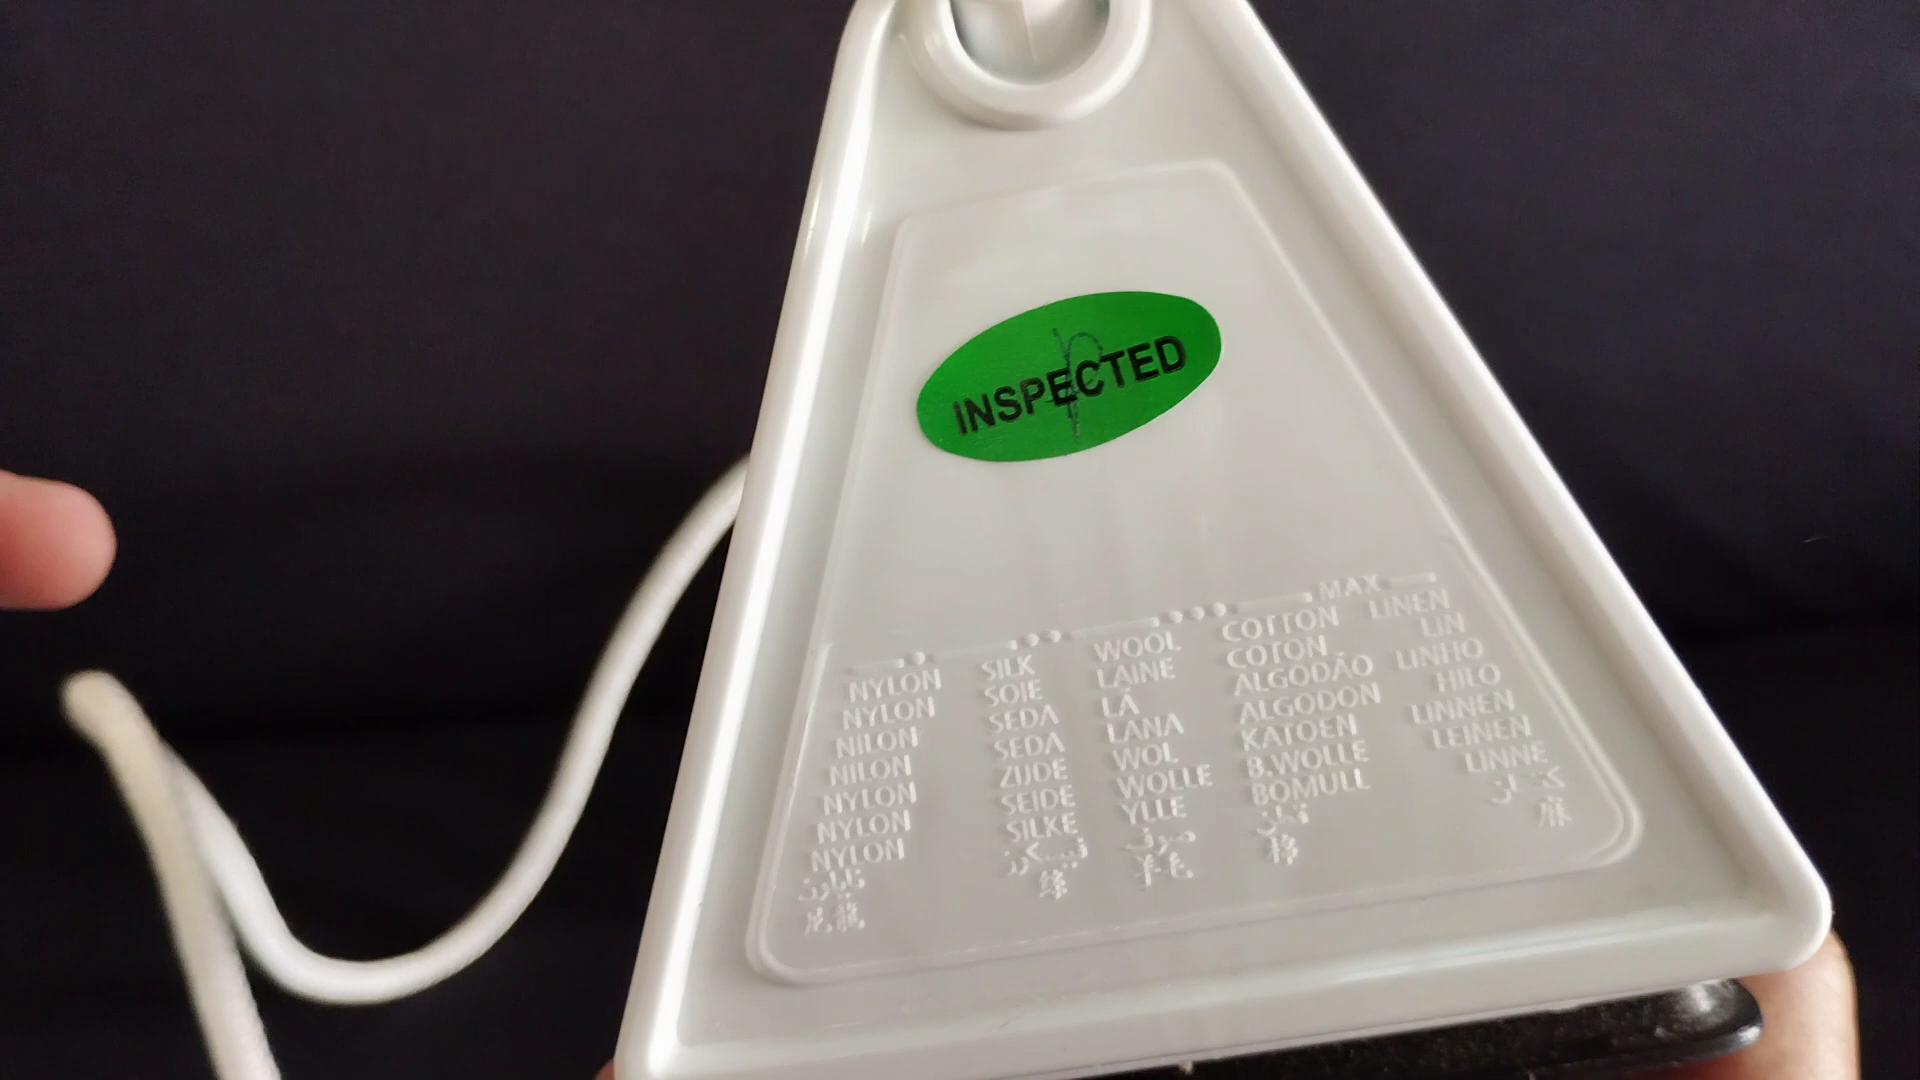 INSPECTED
MAX
NYLON SILK WOOL COTTON LINEN
NYLON SOIE LAINE COTON LIN
NILON SEDA LÃ ALGODÃO LINHO
NILON SEDA LANA ALGODON HILO
NYLON ZIJDE WOL KATOEN LINNEN
NYLON SEIDE WOLLE B.WOLLE LEINEN
NYLON SILKE YLLE BOMULL LINNE
صوف قطن
尼龍 羊毛 麻